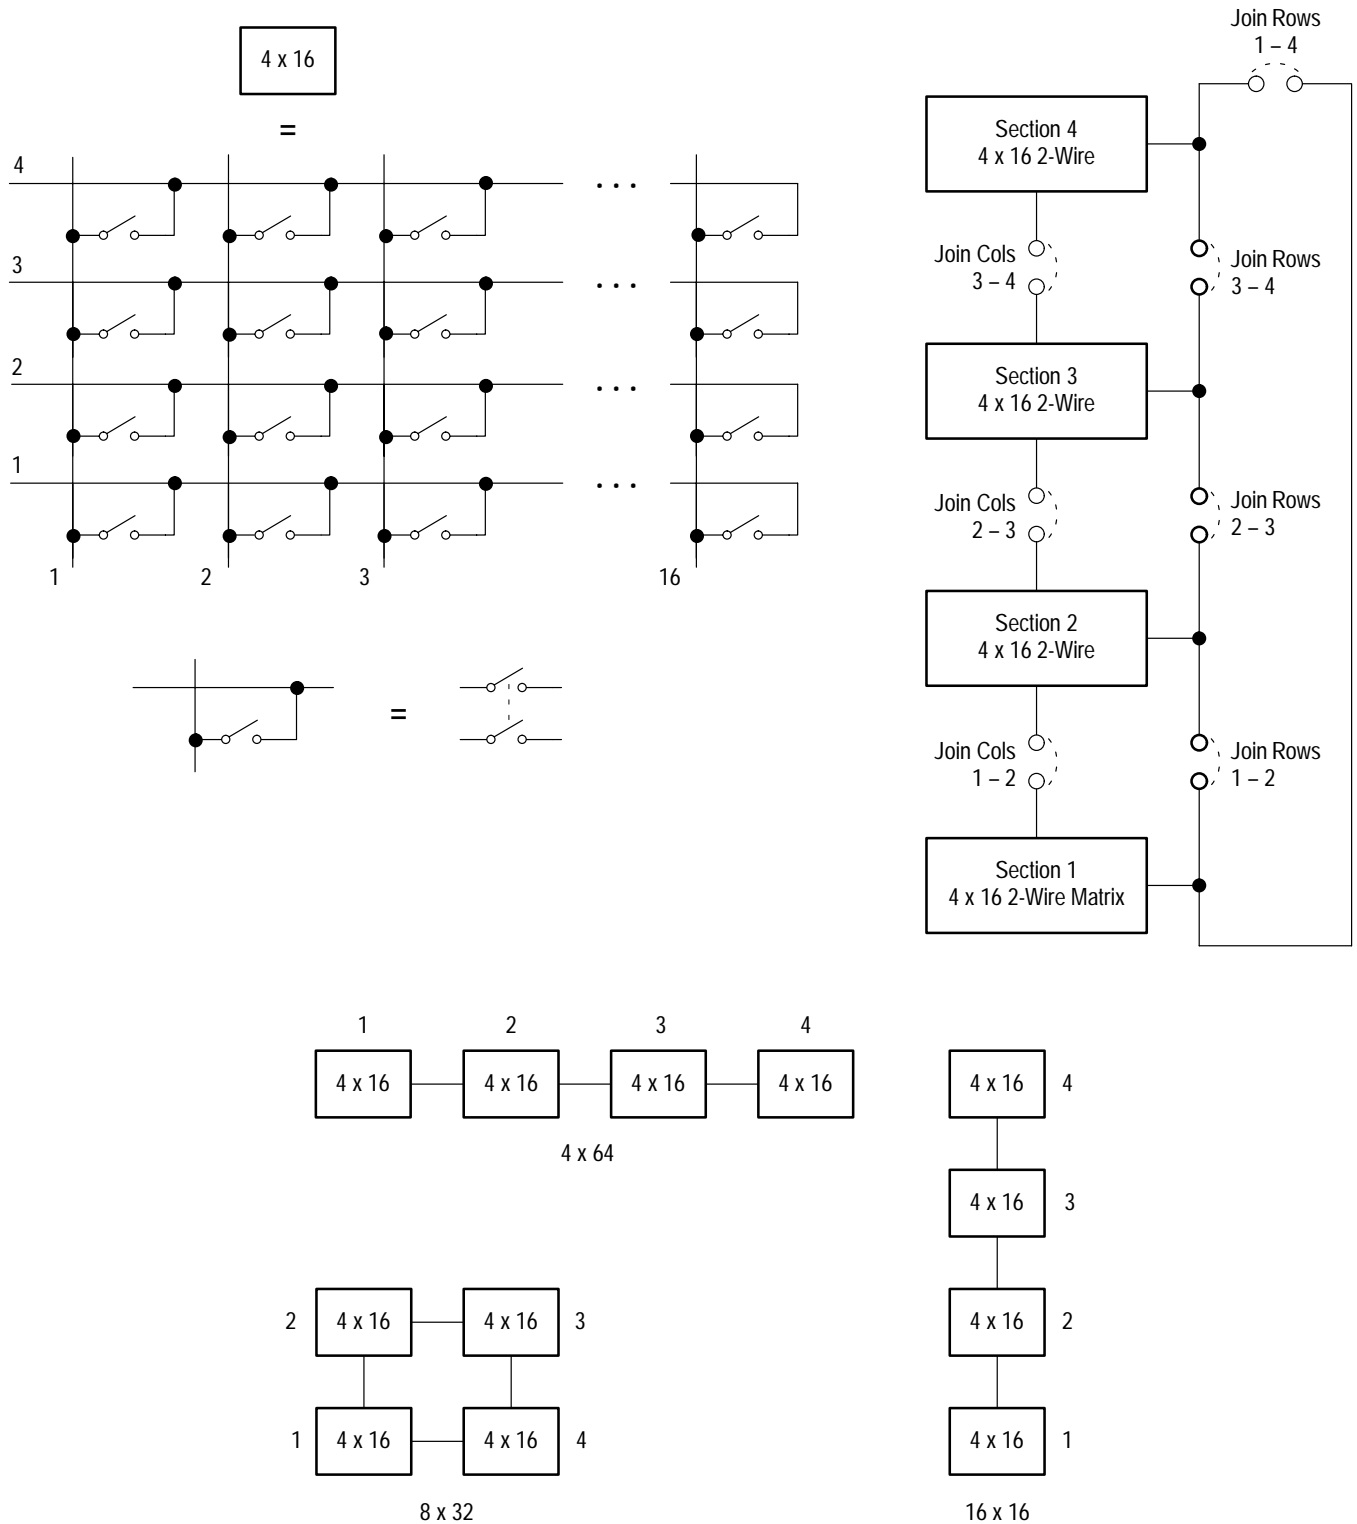 4 x 16
=
4
. . .
3
. . .
2
. . .
1
. . .
1
2
3
16
=
Join Rows
1 – 4
Section 4
4 x 16 2-Wire
Join Cols
3 – 4
Join Rows
3 – 4
Section 3
4 x 16 2-Wire
Join Cols
2 – 3
Join Rows
2 – 3
Section 2
4 x 16 2-Wire
Join Cols
1 – 2
Join Rows
1 – 2
Section 1
4 x 16 2-Wire Matrix
1
2
3
4
4 x 16
4 x 16
4 x 16
4 x 16
4 x 64
2
4 x 16
4 x 16
3
1
4 x 16
4 x 16
4
8 x 32
4 x 16
4
4 x 16
3
4 x 16
2
4 x 16
1
16 x 16